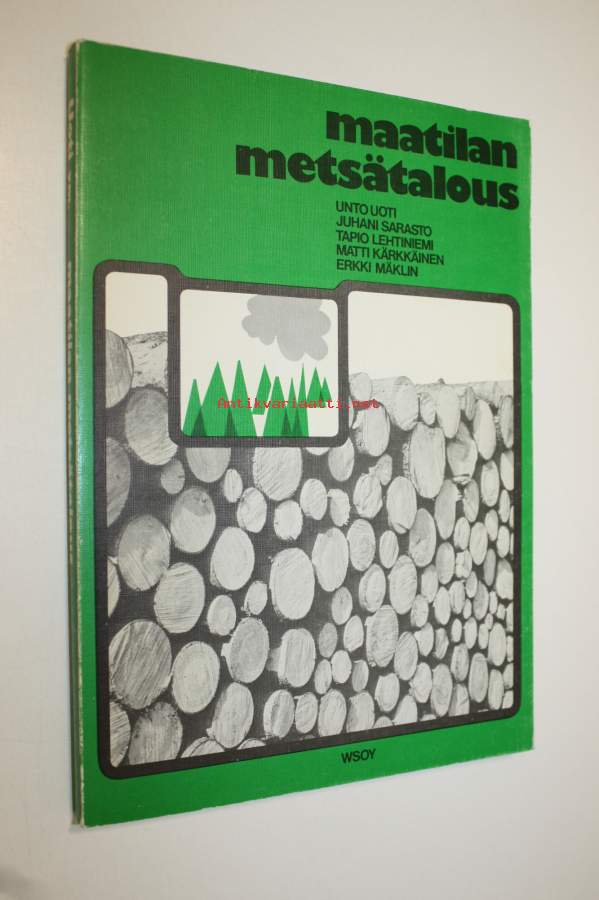 maatilan
metsätalous
UNTO UOTI
JUHANI SARASTO
TAPIO LEHTINIEMI
MATTI KÄRKKÄINEN
ERKKI MÄKLIN
Antikvariaatti.net
WSOY